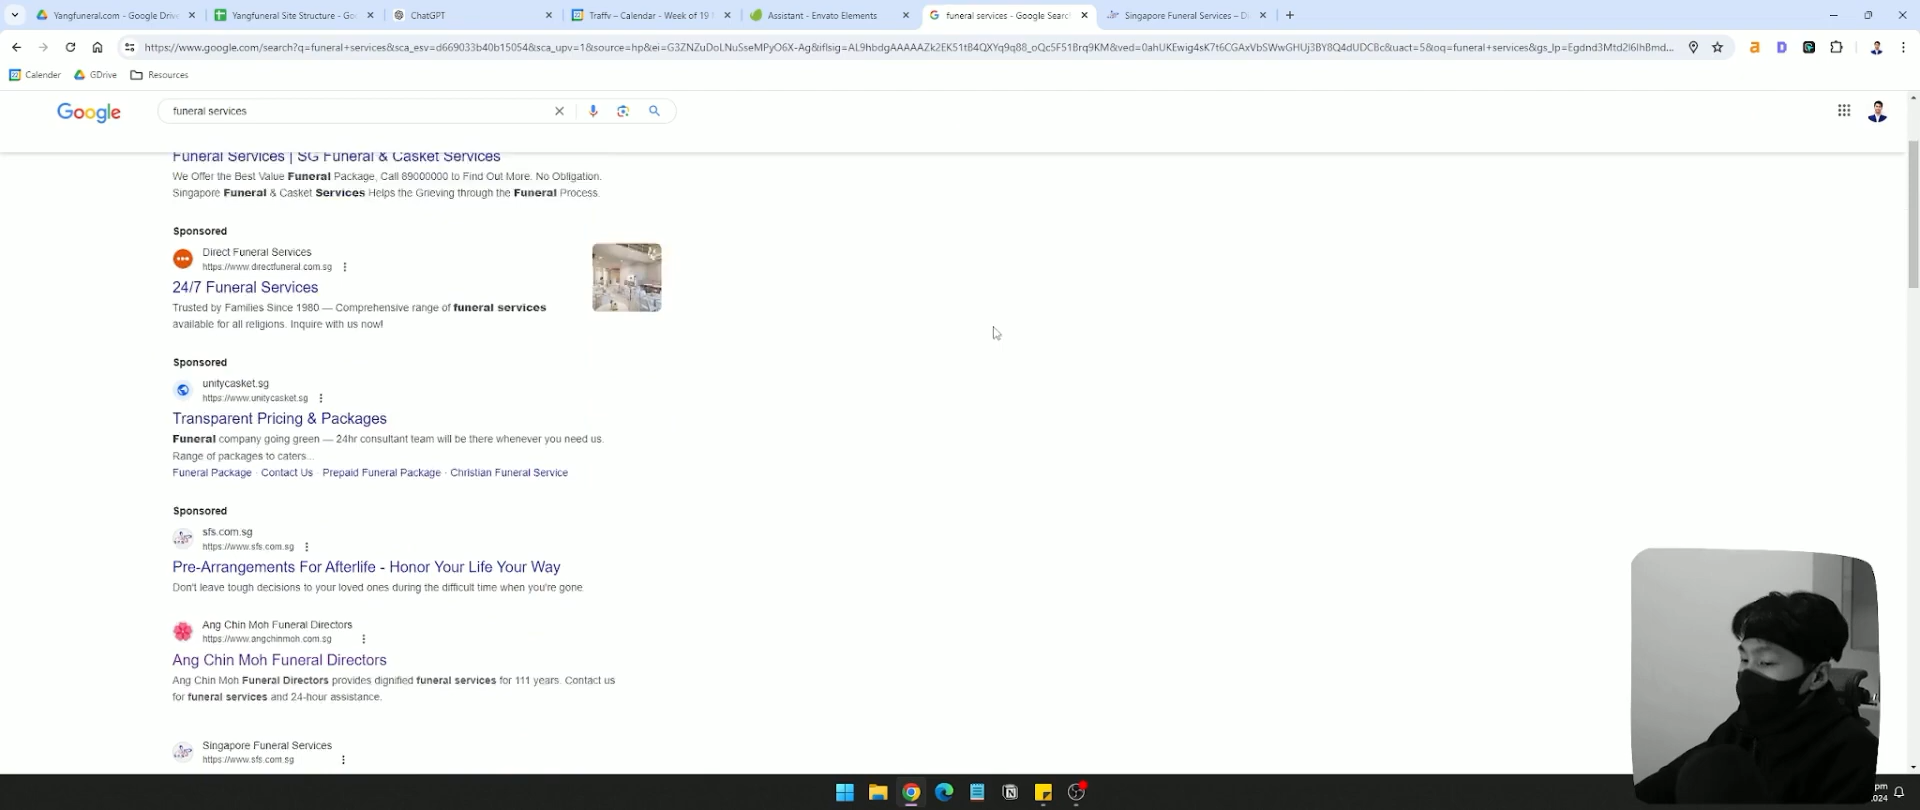 Yangfuneral.com – Google Driv
Yangfuneral Site Structure - Go
ChatGPT
Traffv – Calendar - Week of 19
Assistant - Envato Elements
funeral services - Google Searc
Singapore Funeral Services – Di
Calender
GDrive
Resources
Google
funeral services
Funeral Services | SG Funeral & Casket Services
We Offer the Best Value Funeral Package, Call 89000000 to Find Out More. No Obligation.
Singapore Funeral & Casket Services Helps the Grieving through the Funeral Process.
Sponsored
Direct Funeral Services
https://www.directfuneral.com.sg
24/7 Funeral Services
Trusted by Families Since 1980 — Comprehensive range of funeral services
available for all religions. Inquire with us now!
Sponsored
unitycasket.sg
https://www.unitycasket.sg
Transparent Pricing & Packages
Funeral company going green — 24hr consultant team will be there whenever you need us.
Range of packages to caters...
Funeral Package · Contact Us · Prepaid Funeral Package · Christian Funeral Service
Sponsored
sfs.com.sg
https://www.sfs.com.sg
Pre-Arrangements For Afterlife - Honor Your Life Your Way
Don't leave tough decisions to your loved ones during the difficult time when you're gone
Ang Chin Moh Funeral Directors
https://www.angchinmoh.com.sg
Ang Chin Moh Funeral Directors
Ang Chin Moh Funeral Directors provides dignified funeral services for 111 years. Contact us
for funeral services and 24-hour assistance.
Singapore Funeral Services
https://www.sfs.com.sg
pm
024